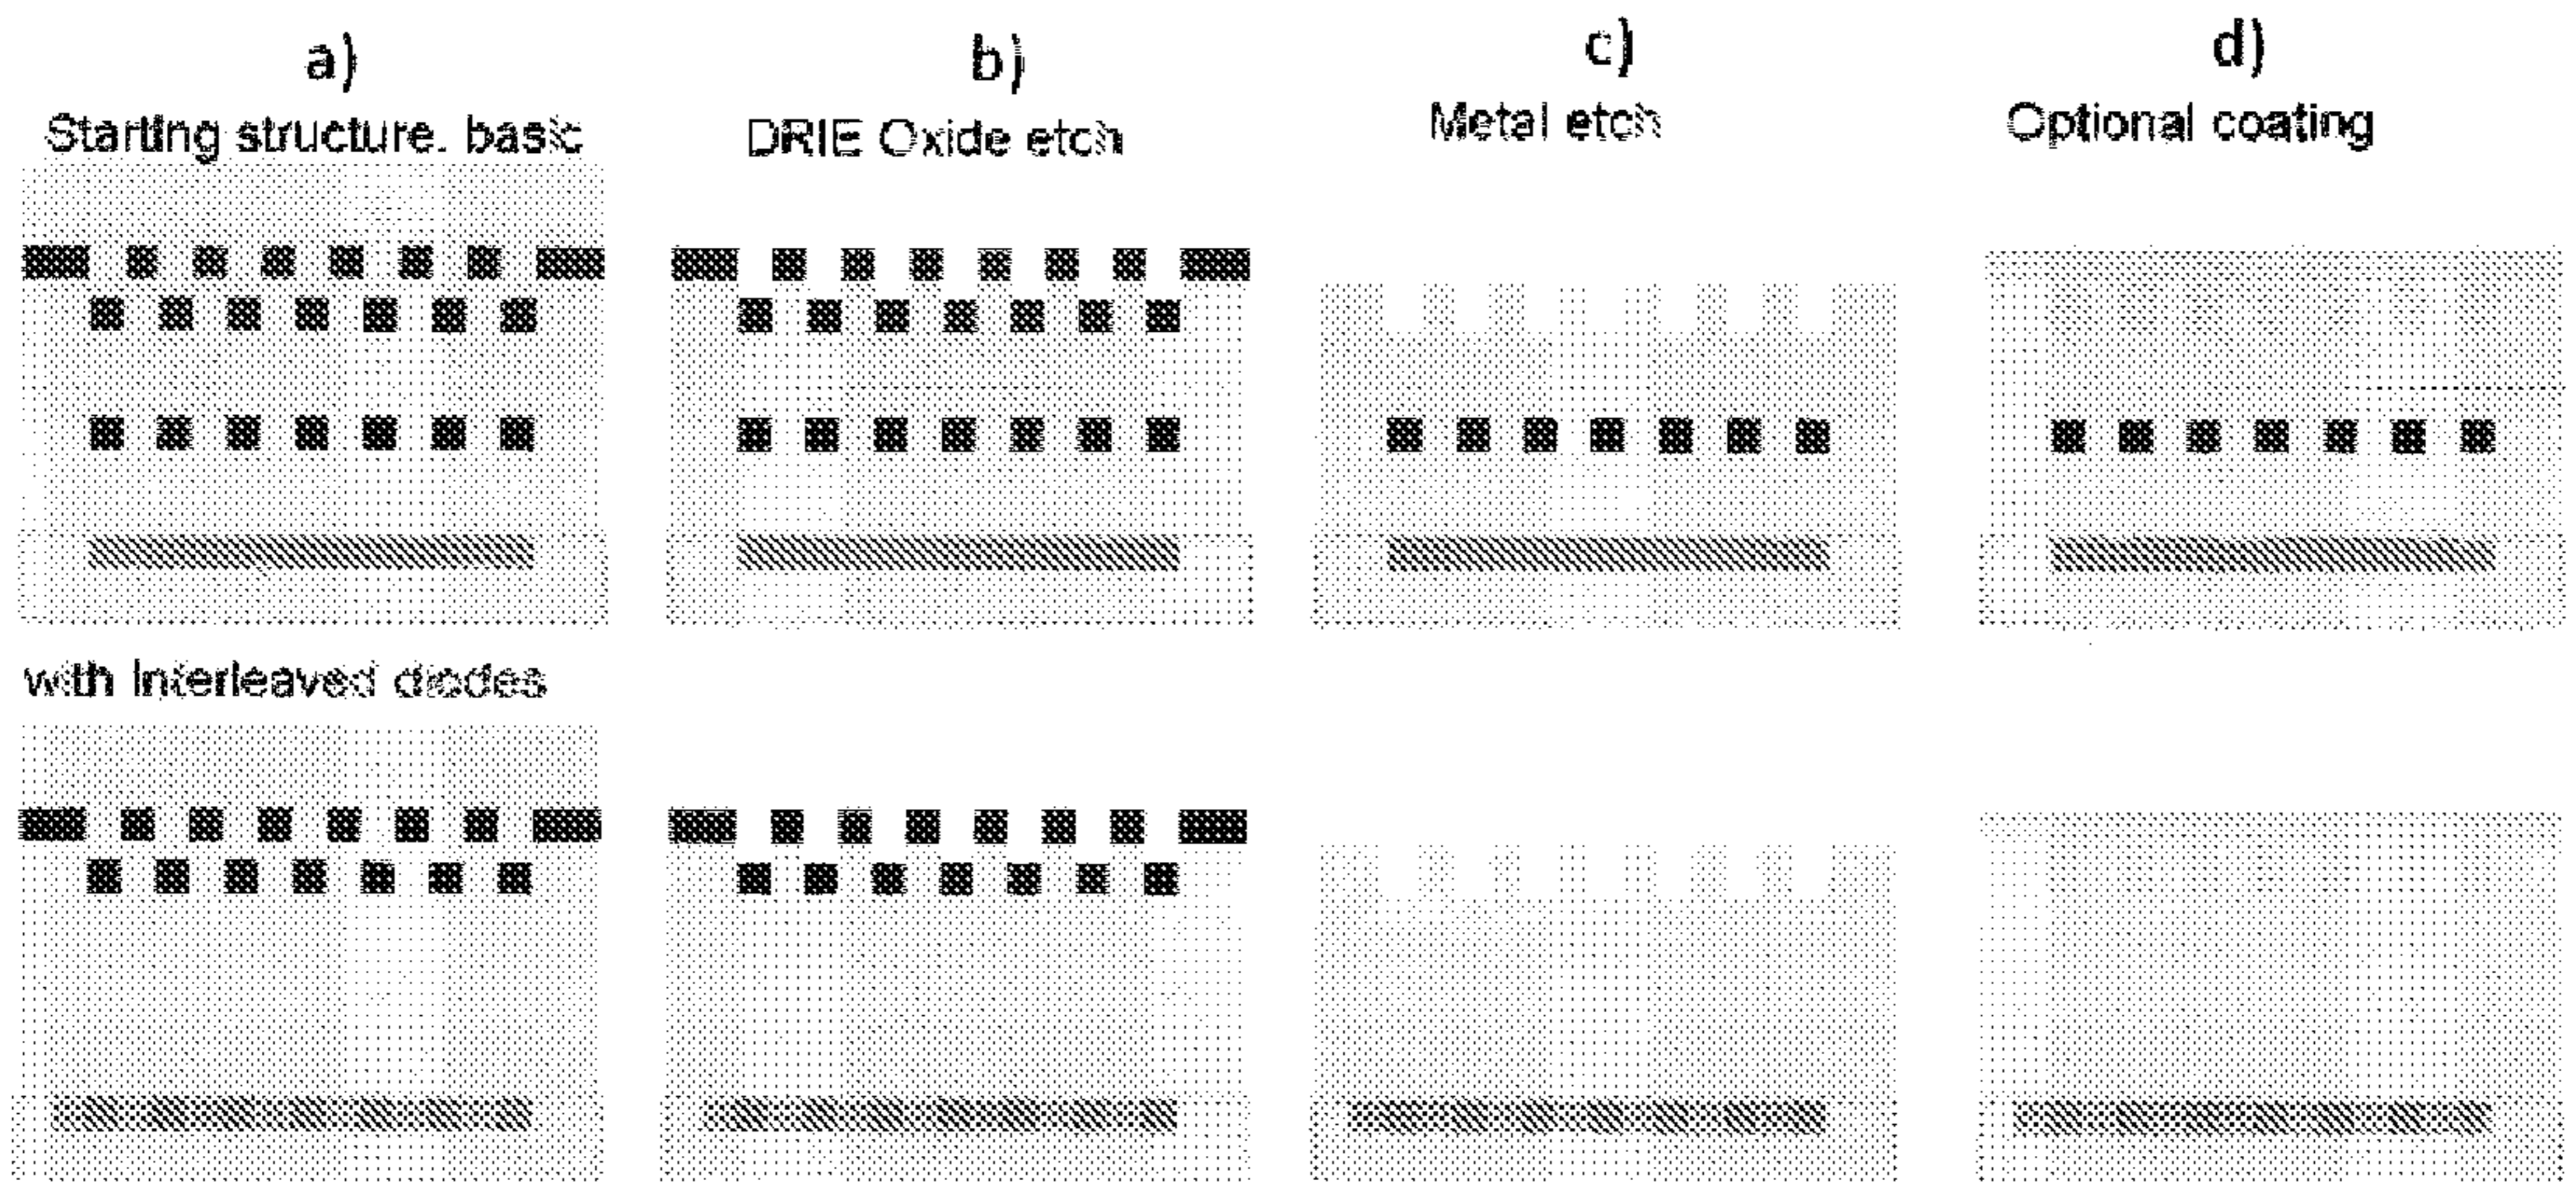 a)
Starting structure. basic
b)
DRIE Oxide etch
c)
Metal etch
d)
Optional coating
with Interleaved diodes